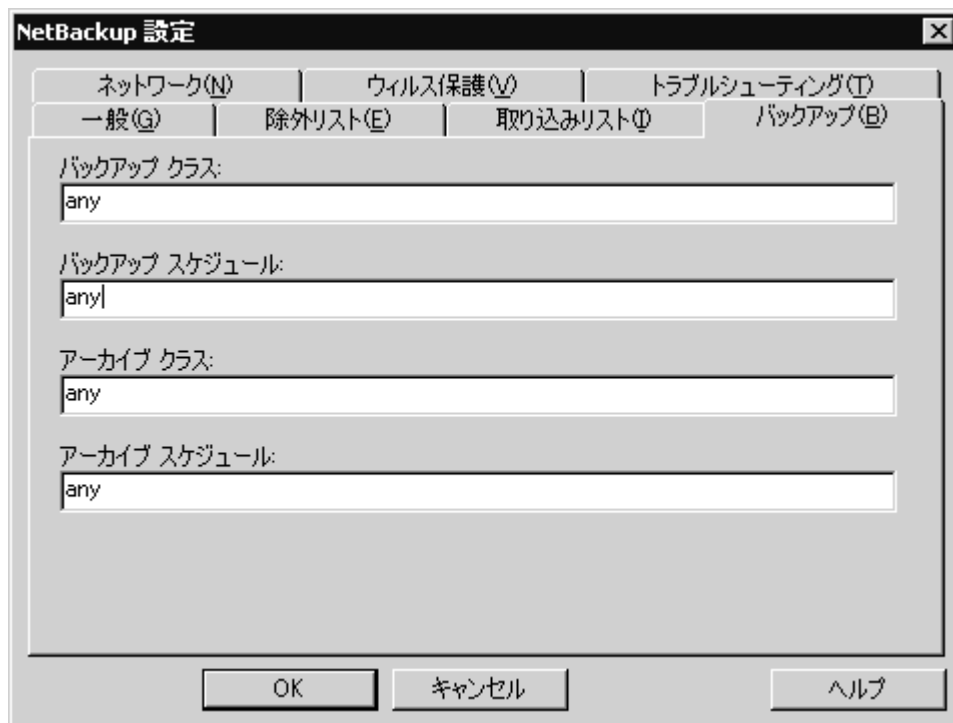 NetBackup 設定
ネットワーク(N) ウィルス保護(V) トラブルシューティング(T)
一般(G) 除外リスト(E) 取り込みリスト(I) バックアップ(B)
バックアップ クラス:
any
バックアップ スケジュール:
any
アーカイブ クラス:
any
アーカイブ スケジュール:
any
OK キャンセル ヘルプ